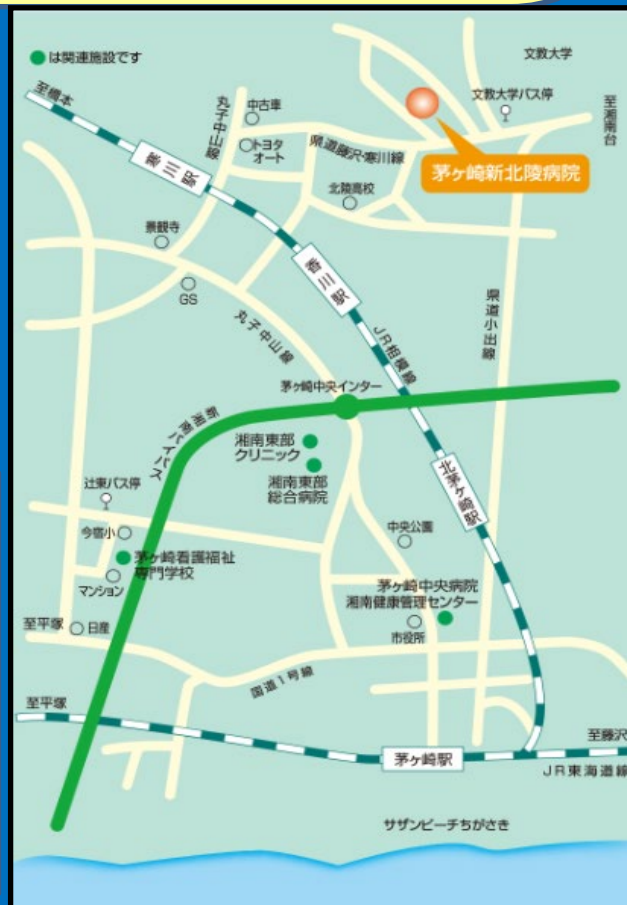 は関連施設です
文教大学
至橋本
丸子中山線
中古車
文教大学バス停
至湘南台
トヨタ
オート
県道藤沢・寒川線
茅ヶ崎新北陵病院
寒川駅
北陵高校
景観寺
香川駅
GS
県道小出線
丸子中山線
JR相模線
茅ヶ崎中央インター
新湘南バイパス
湘南東部
クリニック
湘南東部
総合病院
北茅ヶ崎駅
辻東バス停
今宿小
中央公園
茅ヶ崎看護福祉
専門学校
マンション
茅ヶ崎中央病院
湘南健康管理センター
至平塚
日産
市役所
国道1号線
至平塚
至藤沢
茅ヶ崎駅
JR東海道線
サザンビーチちがさき